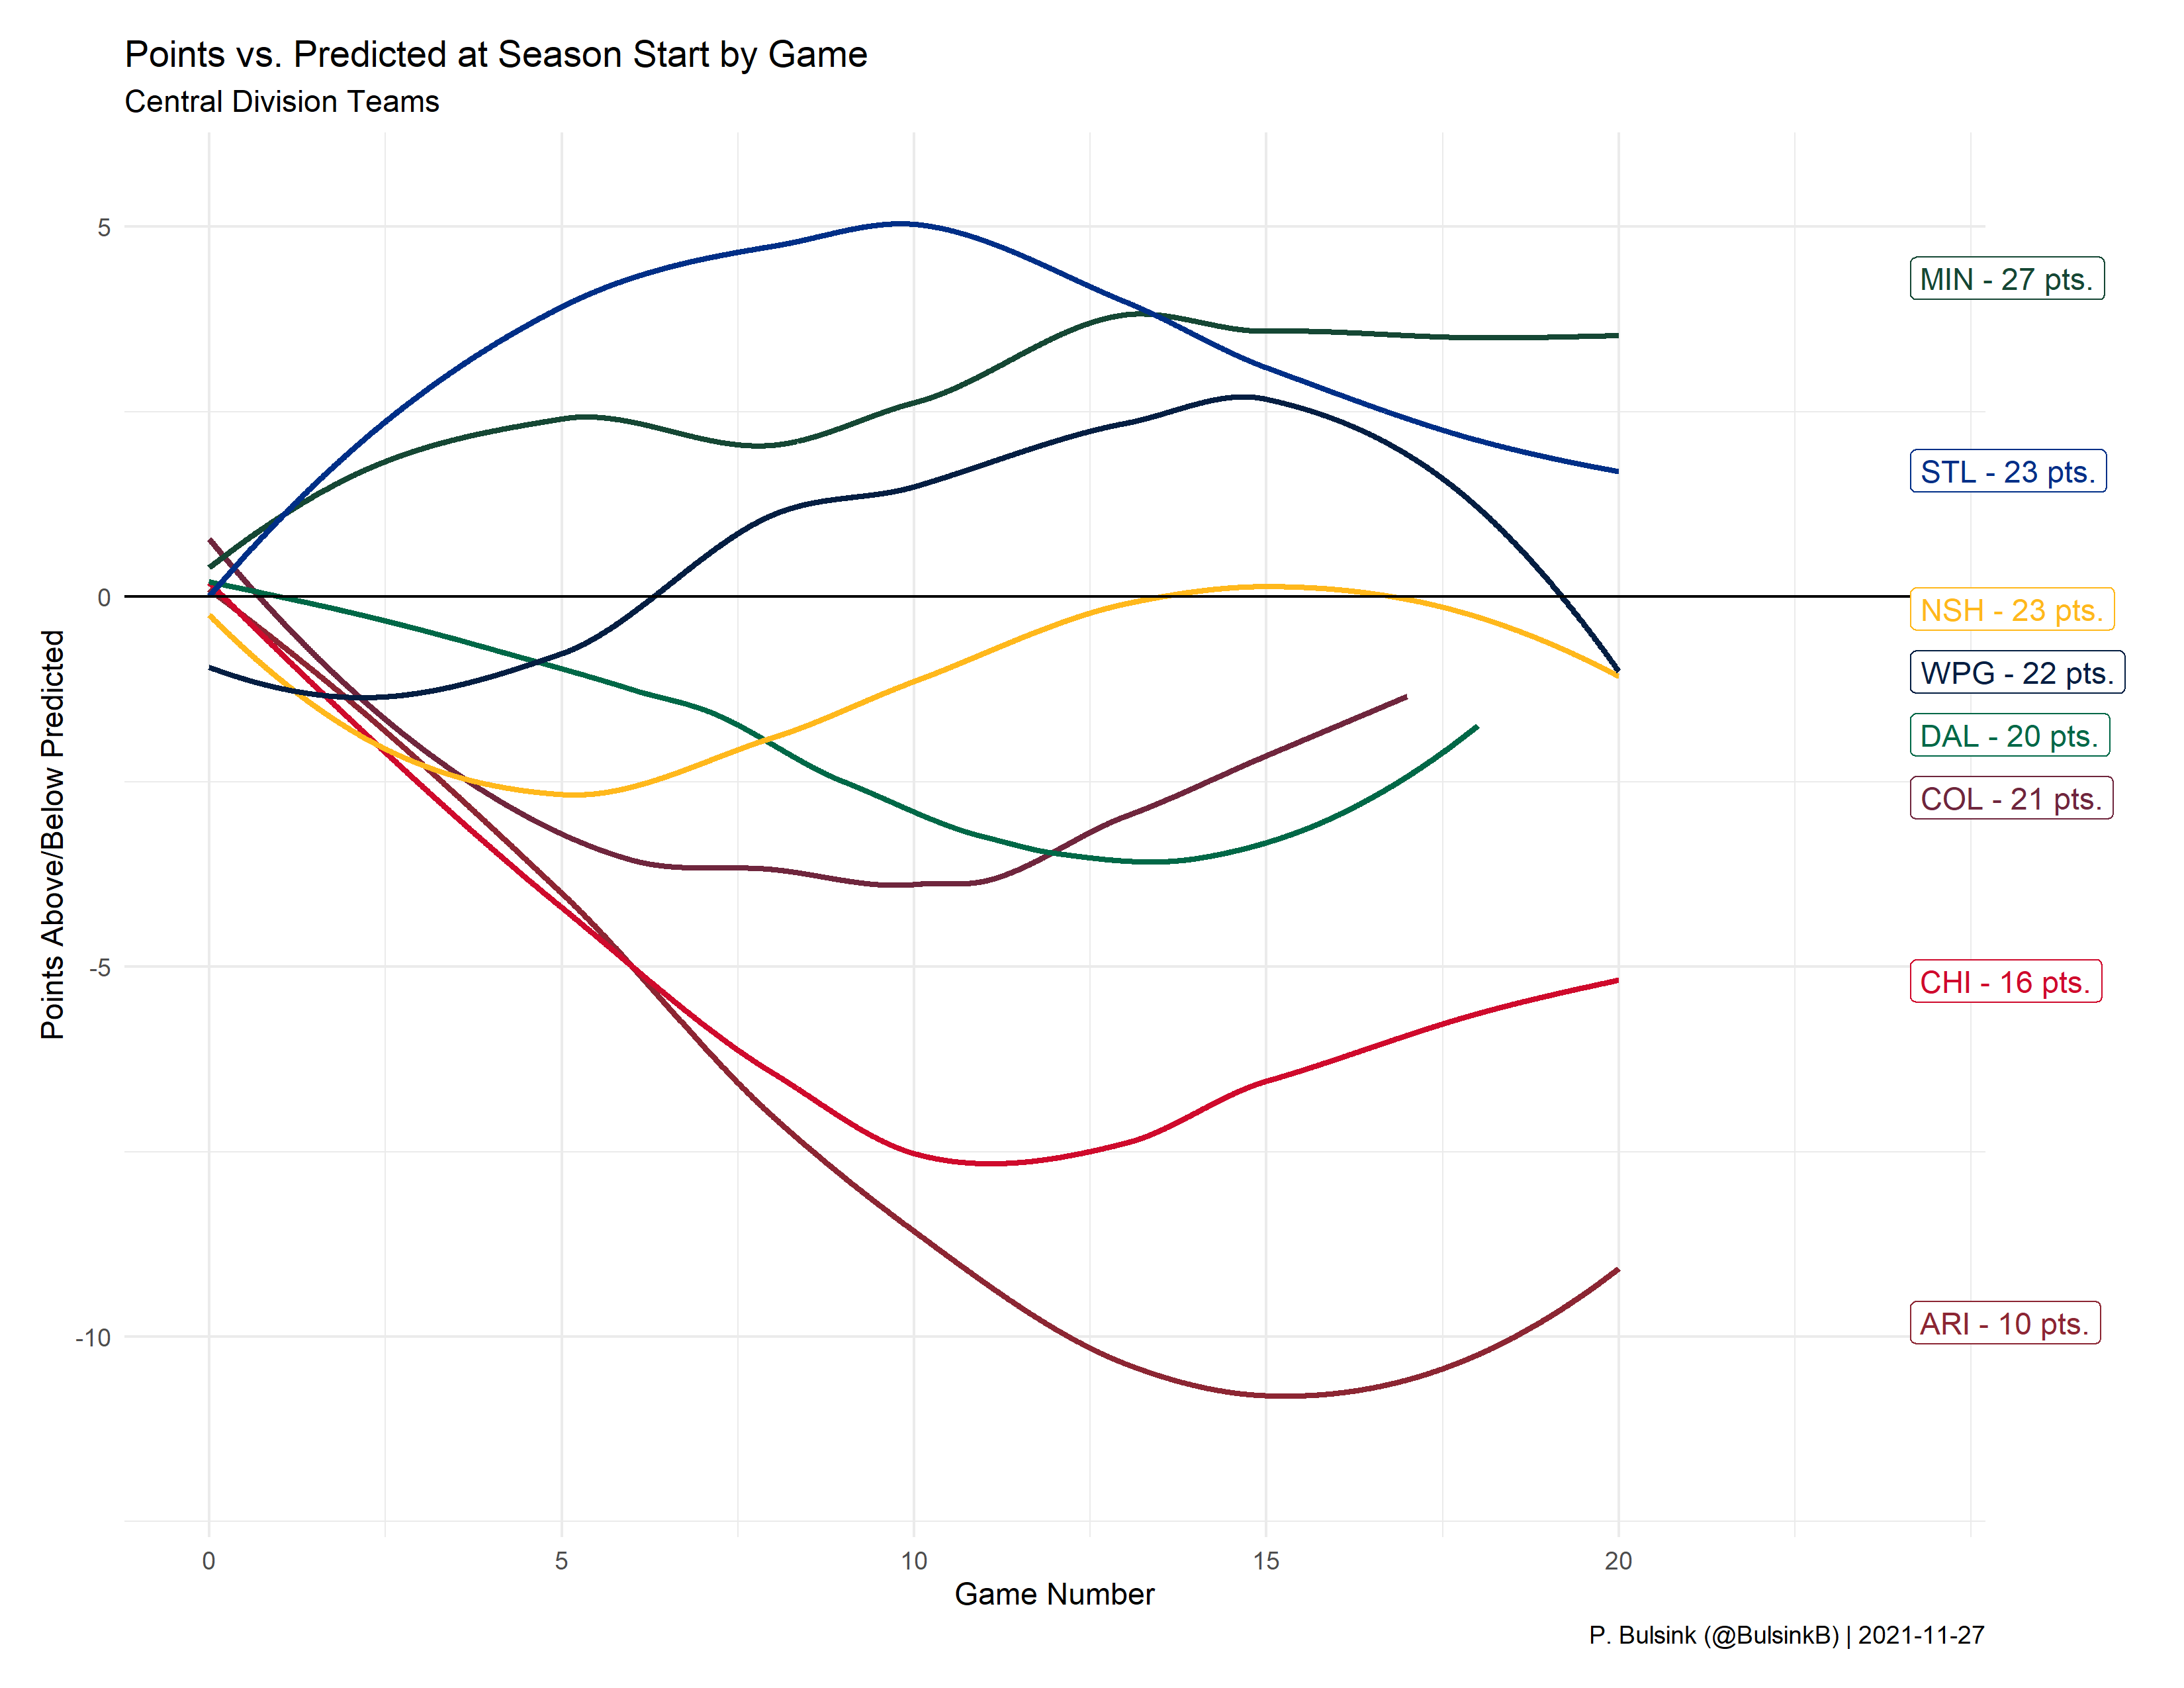 Points vs. Predicted at Season Start by Game
Central Division Teams
Points Above/Below Predicted
5
0
-5
-10
MIN - 27 pts.
STL - 23 pts.
NSH - 23 pts.
WPG - 22 pts.
DAL - 20 pts.
COL - 21 pts.
CHI - 16 pts.
ARI - 10 pts.
0 5 10 15 20
Game Number
P. Bulsink (@BulsinkB) | 2021-11-27